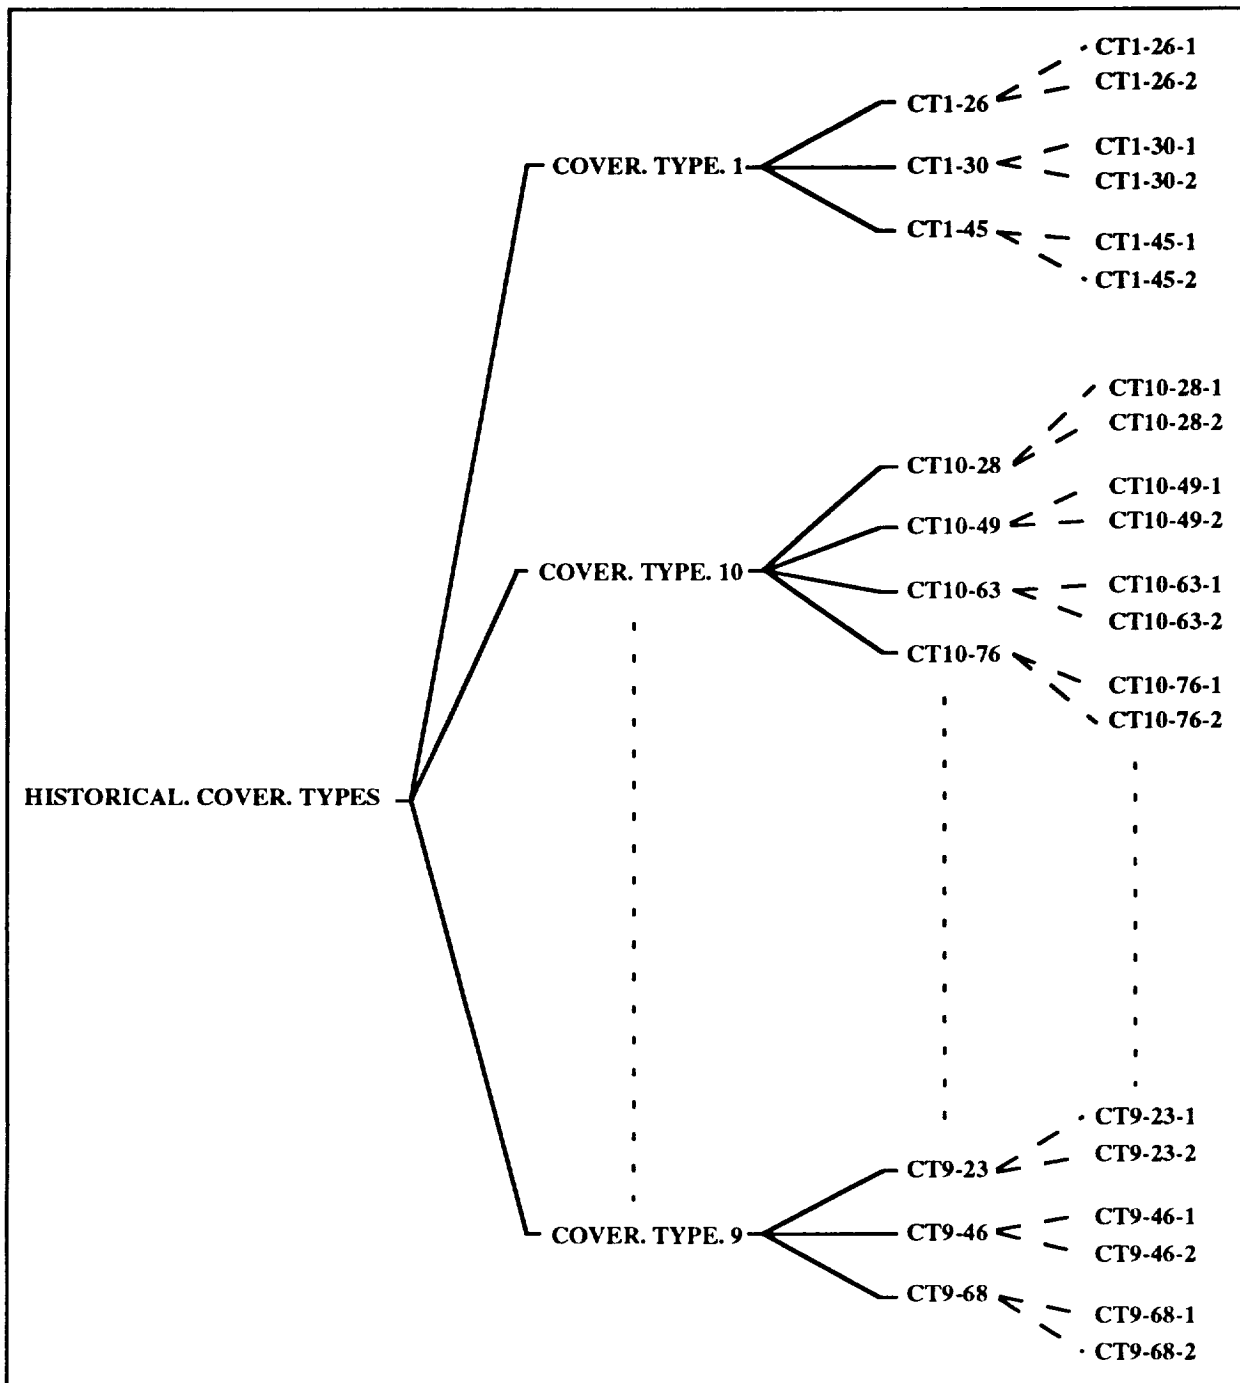 CT1-26-1
CT1-26-2
CT1-26
CT1-30-1
COVER. TYPE. 1
CT1-30
CT1-30-2
CT1-45
CT1-45-1
CT1-45-2
CT10-28-1
CT10-28-2
CT10-28
CT10-49-1
CT10-49
CT10-49-2
COVER. TYPE. 10
CT10-63
CT10-63-1
CT10-63-2
CT10-76
CT10-76-1
CT10-76-2
HISTORICAL. COVER. TYPES
CT9-23-1
CT9-23-2
CT9-23
CT9-46-1
COVER. TYPE. 9
CT9-46
CT9-46-2
CT9-68
CT9-68-1
CT9-68-2